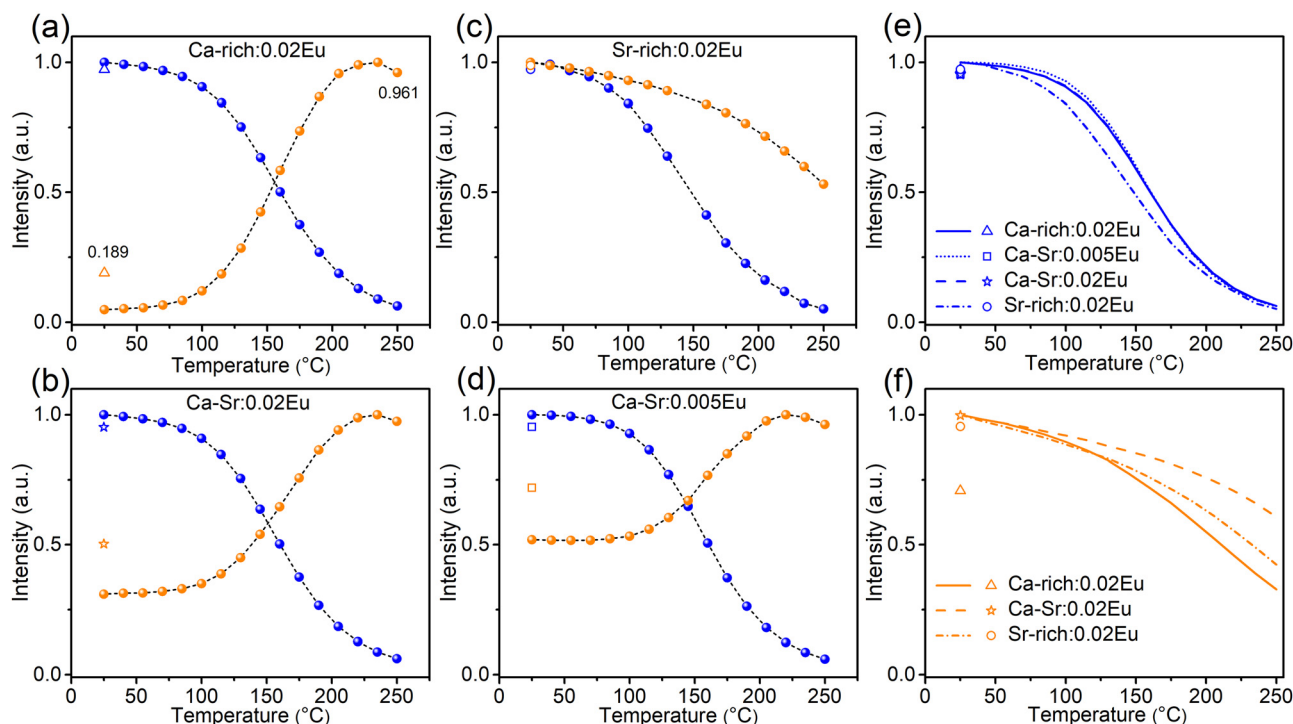 (a)
Ca-rich:0.02Eu
1.0
0.5
0.0
0.961
0.189
Intensity (a.u.)
0 50 100 150 200 250
Temperature (°C)
(c)
Sr-rich:0.02Eu
1.0
0.5
0.0
Intensity (a.u.)
0 50 100 150 200 250
Temperature (°C)
(e)
1.0
0.5
0.0
Intensity (a.u.)
Ca-rich:0.02Eu
Ca-Sr:0.005Eu
Ca-Sr:0.02Eu
Sr-rich:0.02Eu
0 50 100 150 200 250
Temperature (°C)
(b)
Ca-Sr:0.02Eu
1.0
0.5
0.0
Intensity (a.u.)
0 50 100 150 200 250
Temperature (°C)
(d)
Ca-Sr:0.005Eu
1.0
0.5
0.0
Intensity (a.u.)
0 50 100 150 200 250
Temperature (°C)
(f)
1.0
0.5
0.0
Intensity (a.u.)
Ca-rich:0.02Eu
Ca-Sr:0.02Eu
Sr-rich:0.02Eu
0 50 100 150 200 250
Temperature (°C)